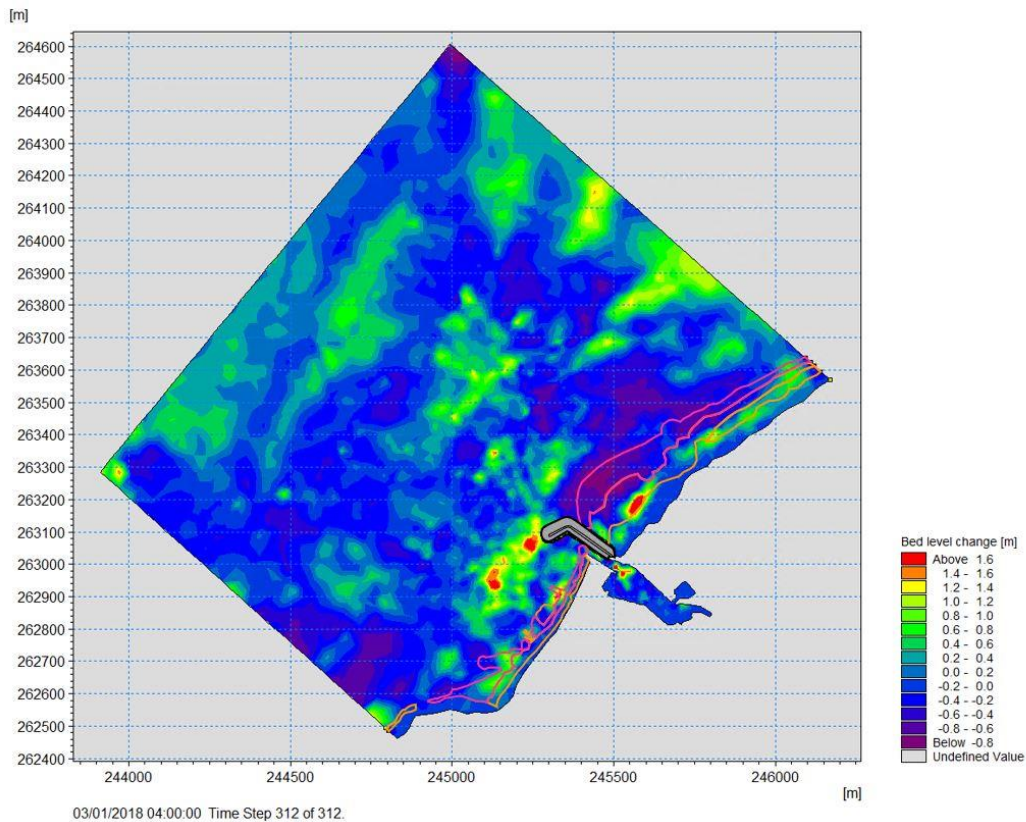 [m]
264600
264500
264400
264300
264200
264100
264000
263900
263800
263700
263600
263500
263400
263300
263200
263100
263000
262900
262800
262700
262600
262500
262400
244000 244500 245000 245500 246000
[m]
03/01/2018 04:00:00 Time Step 312 of 312.
Bed level change [m]
Above 1.6
1.4 - 1.6
1.2 - 1.4
1.0 - 1.2
0.8 - 1.0
0.6 - 0.8
0.4 - 0.6
0.2 - 0.4
0.0 - 0.2
-0.2 - 0.0
-0.4 - -0.2
-0.6 - -0.4
-0.8 - -0.6
Below -0.8
Undefined Value